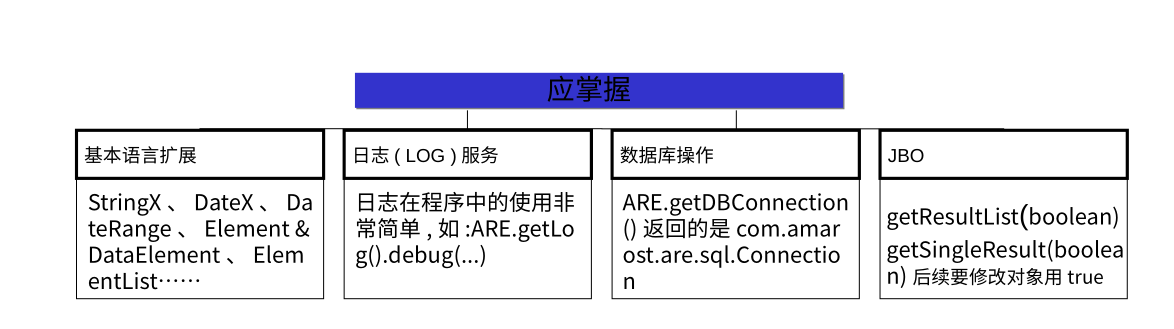 应掌握
基本语言扩展
StringX 、 DateX 、 Da
teRange 、 Element &
DataElement 、 Elem
entList……
日志 ( LOG ) 服务
日志在程序中的使用非
常简单 , 如 :ARE.getLo
g().debug(...)
数据库操作
ARE.getDBConnection
() 返回的是 com.amar
ost.are.sql.Connectio
n
JBO
getResultList(boolean)
getSingleResult(boolea
n) 后续要修改对象用 true